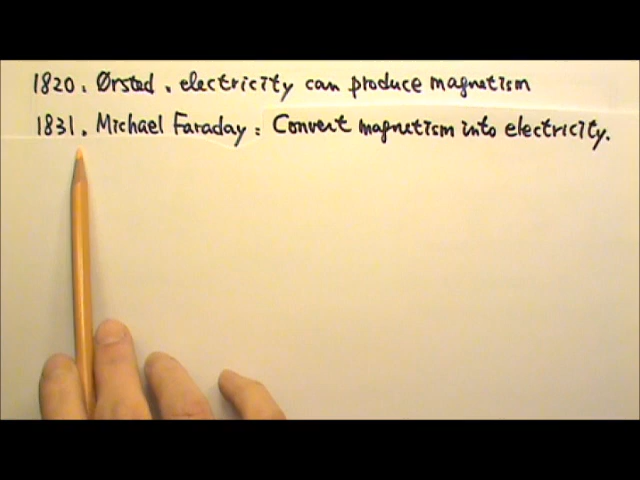 1820: Ørsted. electricity can produce magnetism
1831. Michael Faraday: Convert magnetism into electricity.